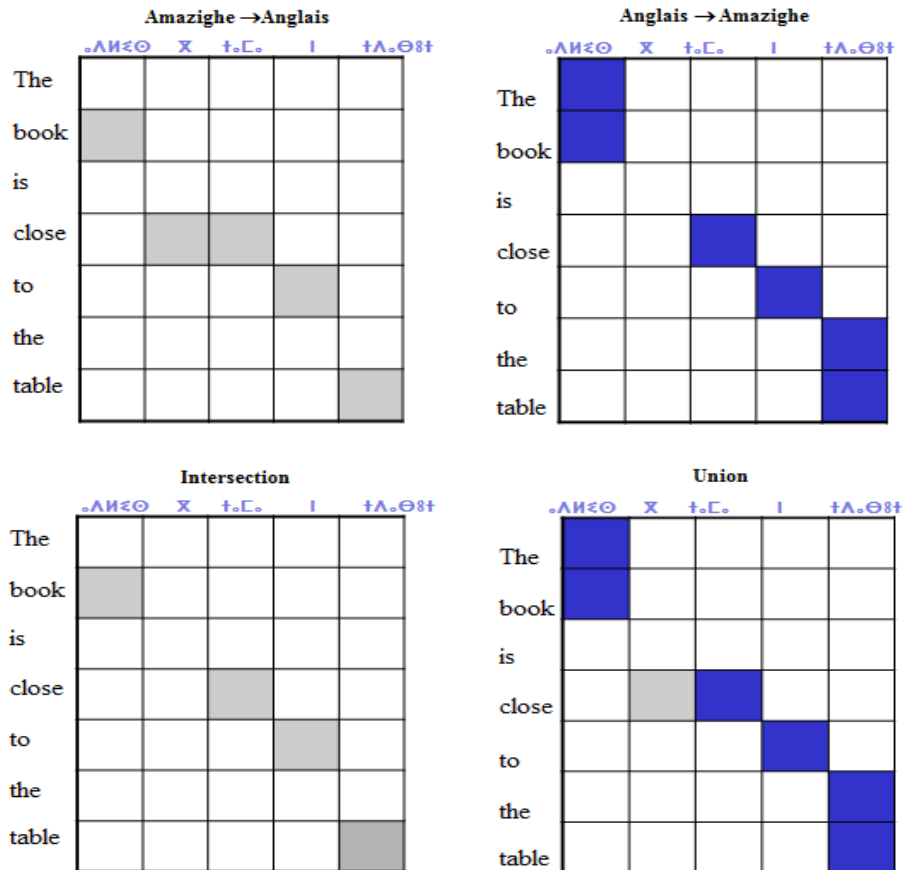 Amazighe →Anglais
ⴰⴷⵍⵉⵙ ⴳ ⵜⴰⵎⴰ ⵏ ⵜⴷⴰⴱⵓⵜ
The
book
is
close
to
the
table
Anglais → Amazighe
ⴰⴷⵍⵉⵙ ⴳ ⵜⴰⵎⴰ ⵏ ⵜⴷⴰⴱⵓⵜ
The
book
is
close
to
the
table
Intersection
ⴰⴷⵍⵉⵙ ⴳ ⵜⴰⵎⴰ ⵏ ⵜⴷⴰⴱⵓⵜ
The
book
is
close
to
the
table
Union
ⴰⴷⵍⵉⵙ ⴳ ⵜⴰⵎⴰ ⵏ ⵜⴷⴰⴱⵓⵜ
The
book
is
close
to
the
table